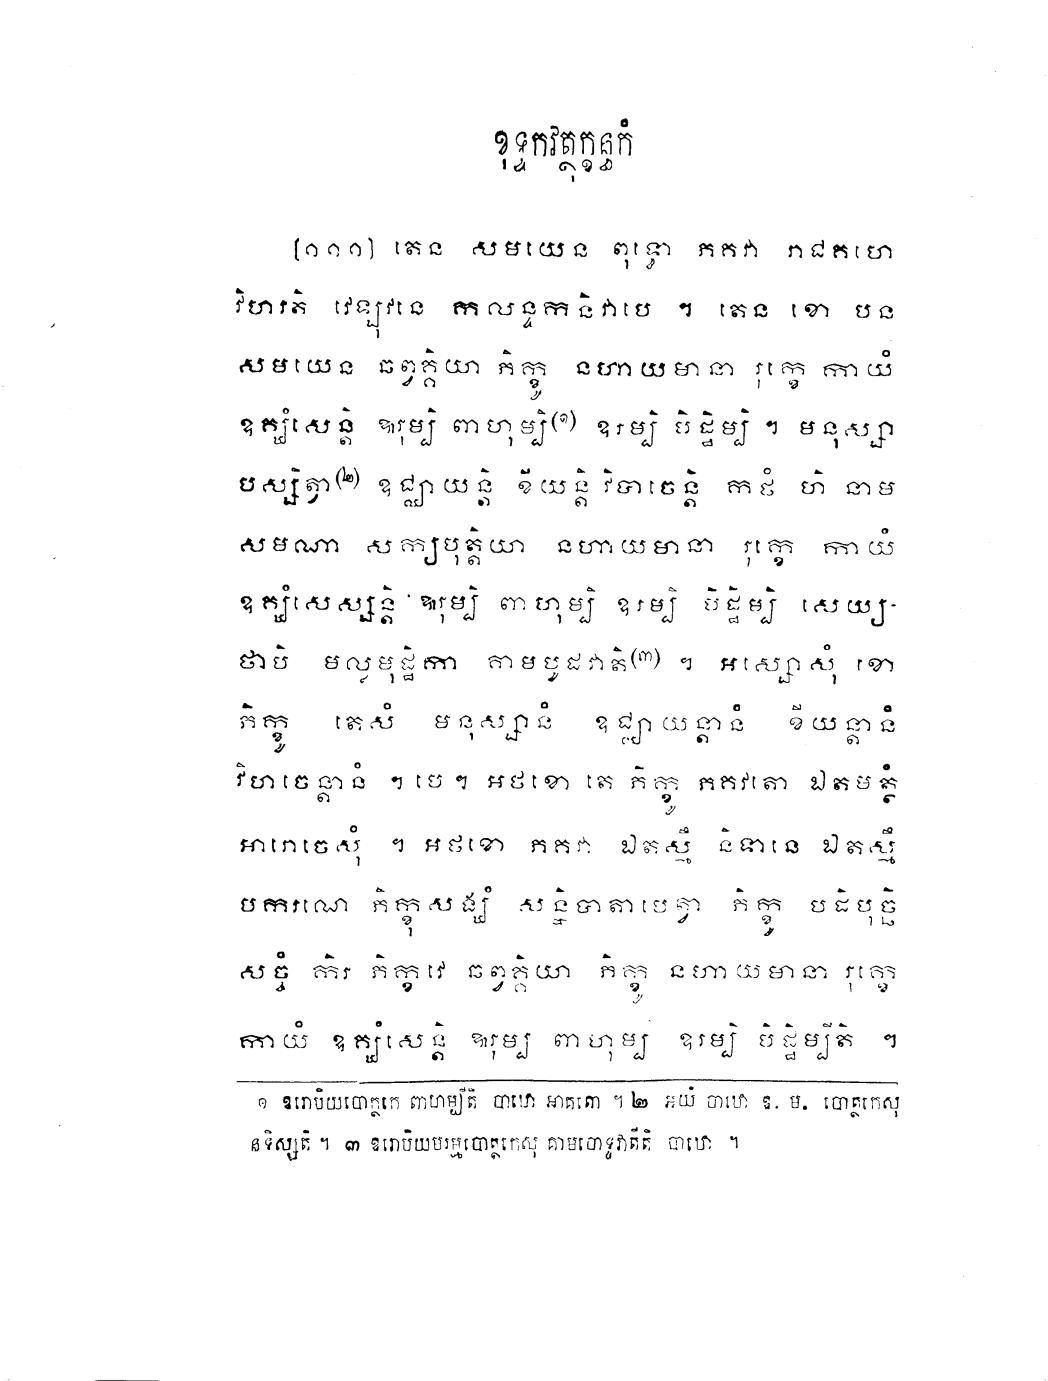 ខុទ្ទកវត្ថុក្ខន្ធកំ
[១១១] តេន សមយេន ពុទ្ធោ ភគវា រាជគហេ
វិហរតិ វេឡុវនេ កលន្ទកនិវាបេ ។ តេន ខោ បន
សមយេន ឆព្វគ្គិយា ភិក្ខូ នហាយមានា រុក្ខេ កាយំ
ឧគ្ឃំសេន្តិ ឩរុម្បិ ពាហុម្បិ(១) ឧរម្បិ បិដ្ឋិម្បិ ។ មនុស្សា
បស្សិត្វា(២) ឧជ្ឈាយន្តិ ខីយន្តិ វិបាចេន្តិ កថំ ហិ នាម
សមណា សក្យបុត្តិយា នហាយមានា រុក្ខេ កាយំ
ឧគ្ឃំសេស្សន្តិ ឩរុម្បិ ពាហុម្បិ ឧរម្បិ បិដ្ឋិម្បិ សេយ្យ-
ថាបិ មល្លមុដ្ឋិកា គាមបូជវាតិ(៣) ។ អស្សោសុំ ខោ
ភិក្ខូ តេសំ មនុស្សានំ ឧជ្ឈាយន្តានំ ខីយន្តានំ
វិបាចេន្តានំ ។ បេ ។ អថខោ តេ ភិក្ខូ ភគវតោ ឯតមត្ថំ
អារោចេសុំ ។ អថខោ ភគវា ឯតស្មឹ និទានេ ឯតស្មឹ
បករណេ ភិក្ខុសង្ឃំ សន្និបាតាបេត្វា ភិក្ខូ បដិបុច្ឆិ
សច្ចំ កិរ ភិក្ខវេ ឆព្វគ្គិយា ភិក្ខូ នហាយមានា រុក្ខេ
កាយំ ឧគ្ឃំសេន្តិ ឩរុម្បិ ពាហុម្បិ ឧរម្បិ បិដ្ឋិម្បីតិ ។
១ ឧរោបិយបោត្ថកេ ពាហម្បីតិ បាឋោ អាគតោ ។ ២ អយំ បាឋោ ឧ. ម. បោត្ថកេសុ
នទិស្សតិ ។ ៣ ឧរោបិយមរម្មបោត្ថកេសុ គាមបោទ្ទវាតីតិ បាឋោ ។